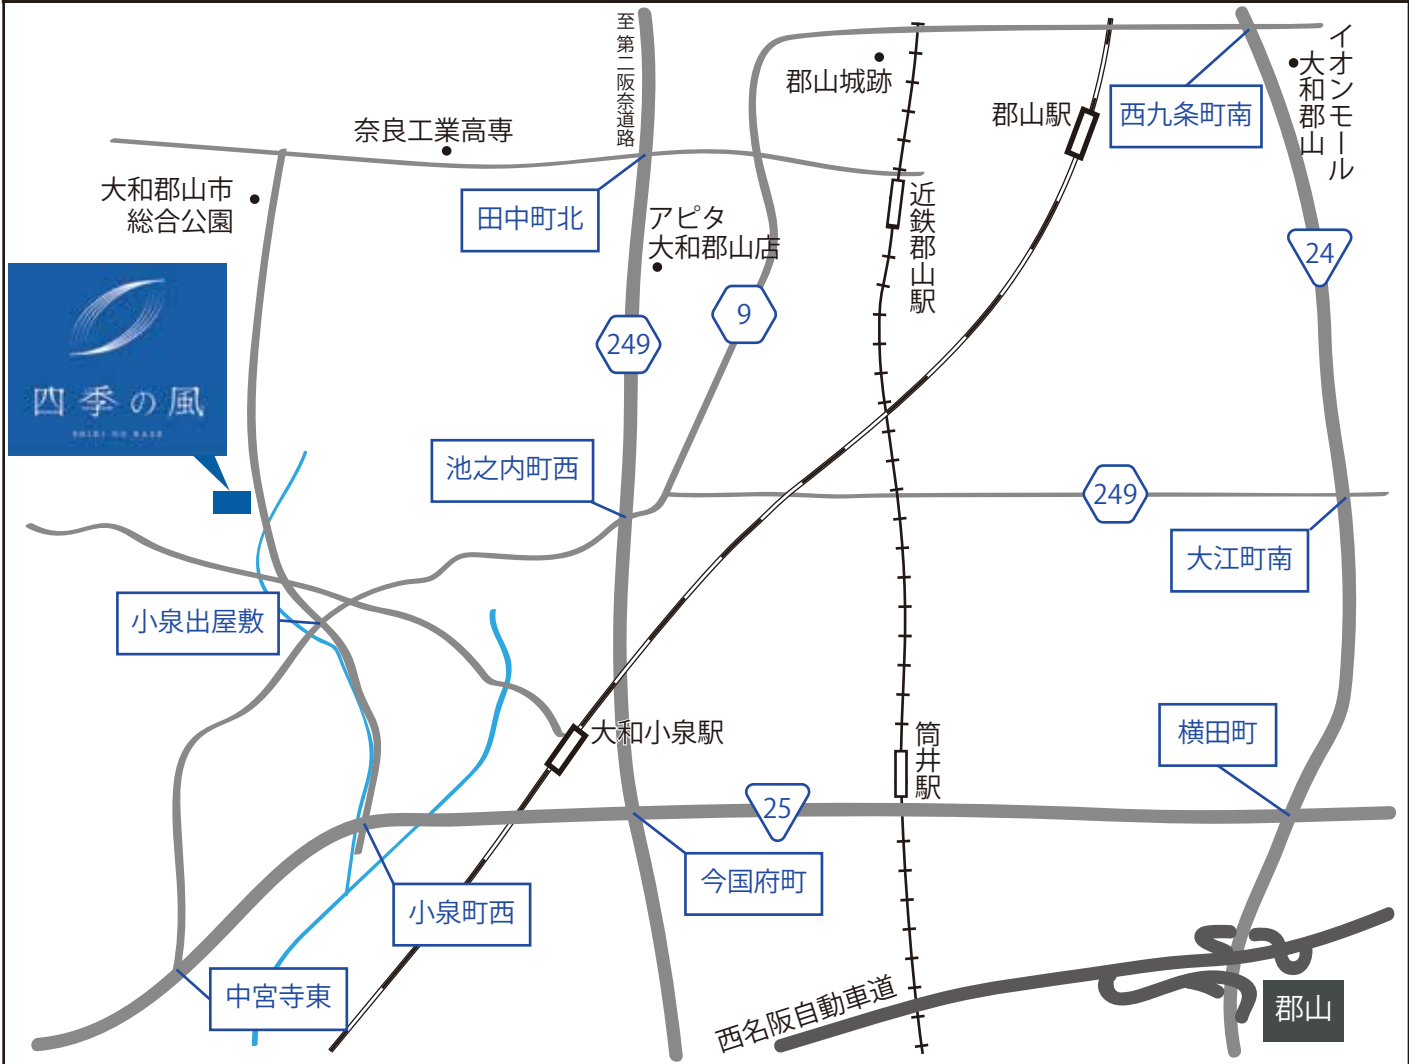 至第二阪奈道路
イオンモール
大和郡山
郡山城跡
郡山駅
西九条町南
奈良工業高専
大和郡山市
総合公園
田中町北
アピタ
大和郡山店
近鉄郡山駅
24
9
249
四季の風
SHIKI NO KAZE
池之内町西
249
大江町南
小泉出屋敷
大和小泉駅
筒井駅
横田町
25
今国府町
小泉町西
中宮寺東
西名阪自動車道
郡山